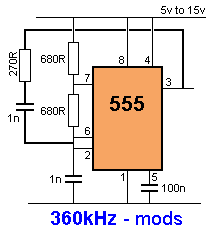 5v to 15v
270R
680R
8
4
3
7
555
680R
1n
6
2
1n
1
5
100n
360kHz - mods